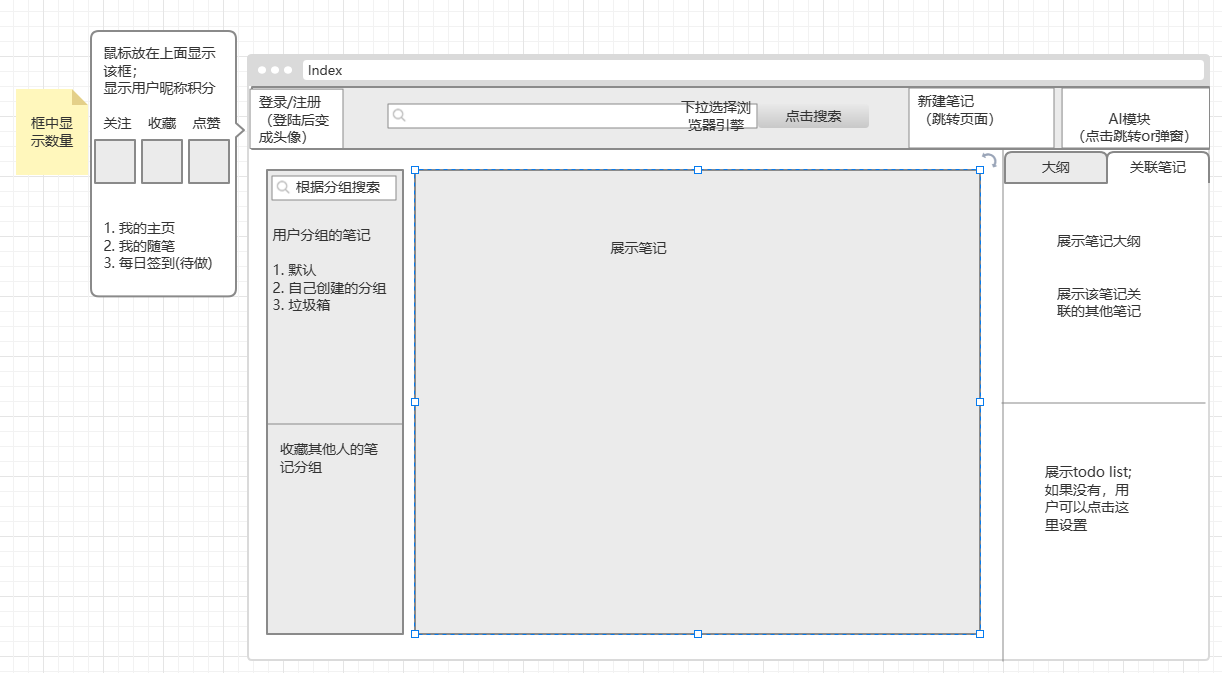 框中显
示数量
鼠标放在上面显示
该框；
显示用户昵称积分
关注 收藏 点赞
1. 我的主页
2. 我的随笔
3. 每日签到(待做)
Index
登录/注册
（登陆后变
成头像）
下拉选择浏
览器引擎
点击搜索
新建笔记
（跳转页面）
AI模块
（点击跳转or弹窗）
根据分组搜索
用户分组的笔记
1. 默认
2. 自己创建的分组
3. 垃圾箱
收藏其他人的笔
记分组
展示笔记
大纲
关联笔记
展示笔记大纲
展示该笔记关
联的其他笔记
展示todo list;
如果没有，用
户可以点击这
里设置